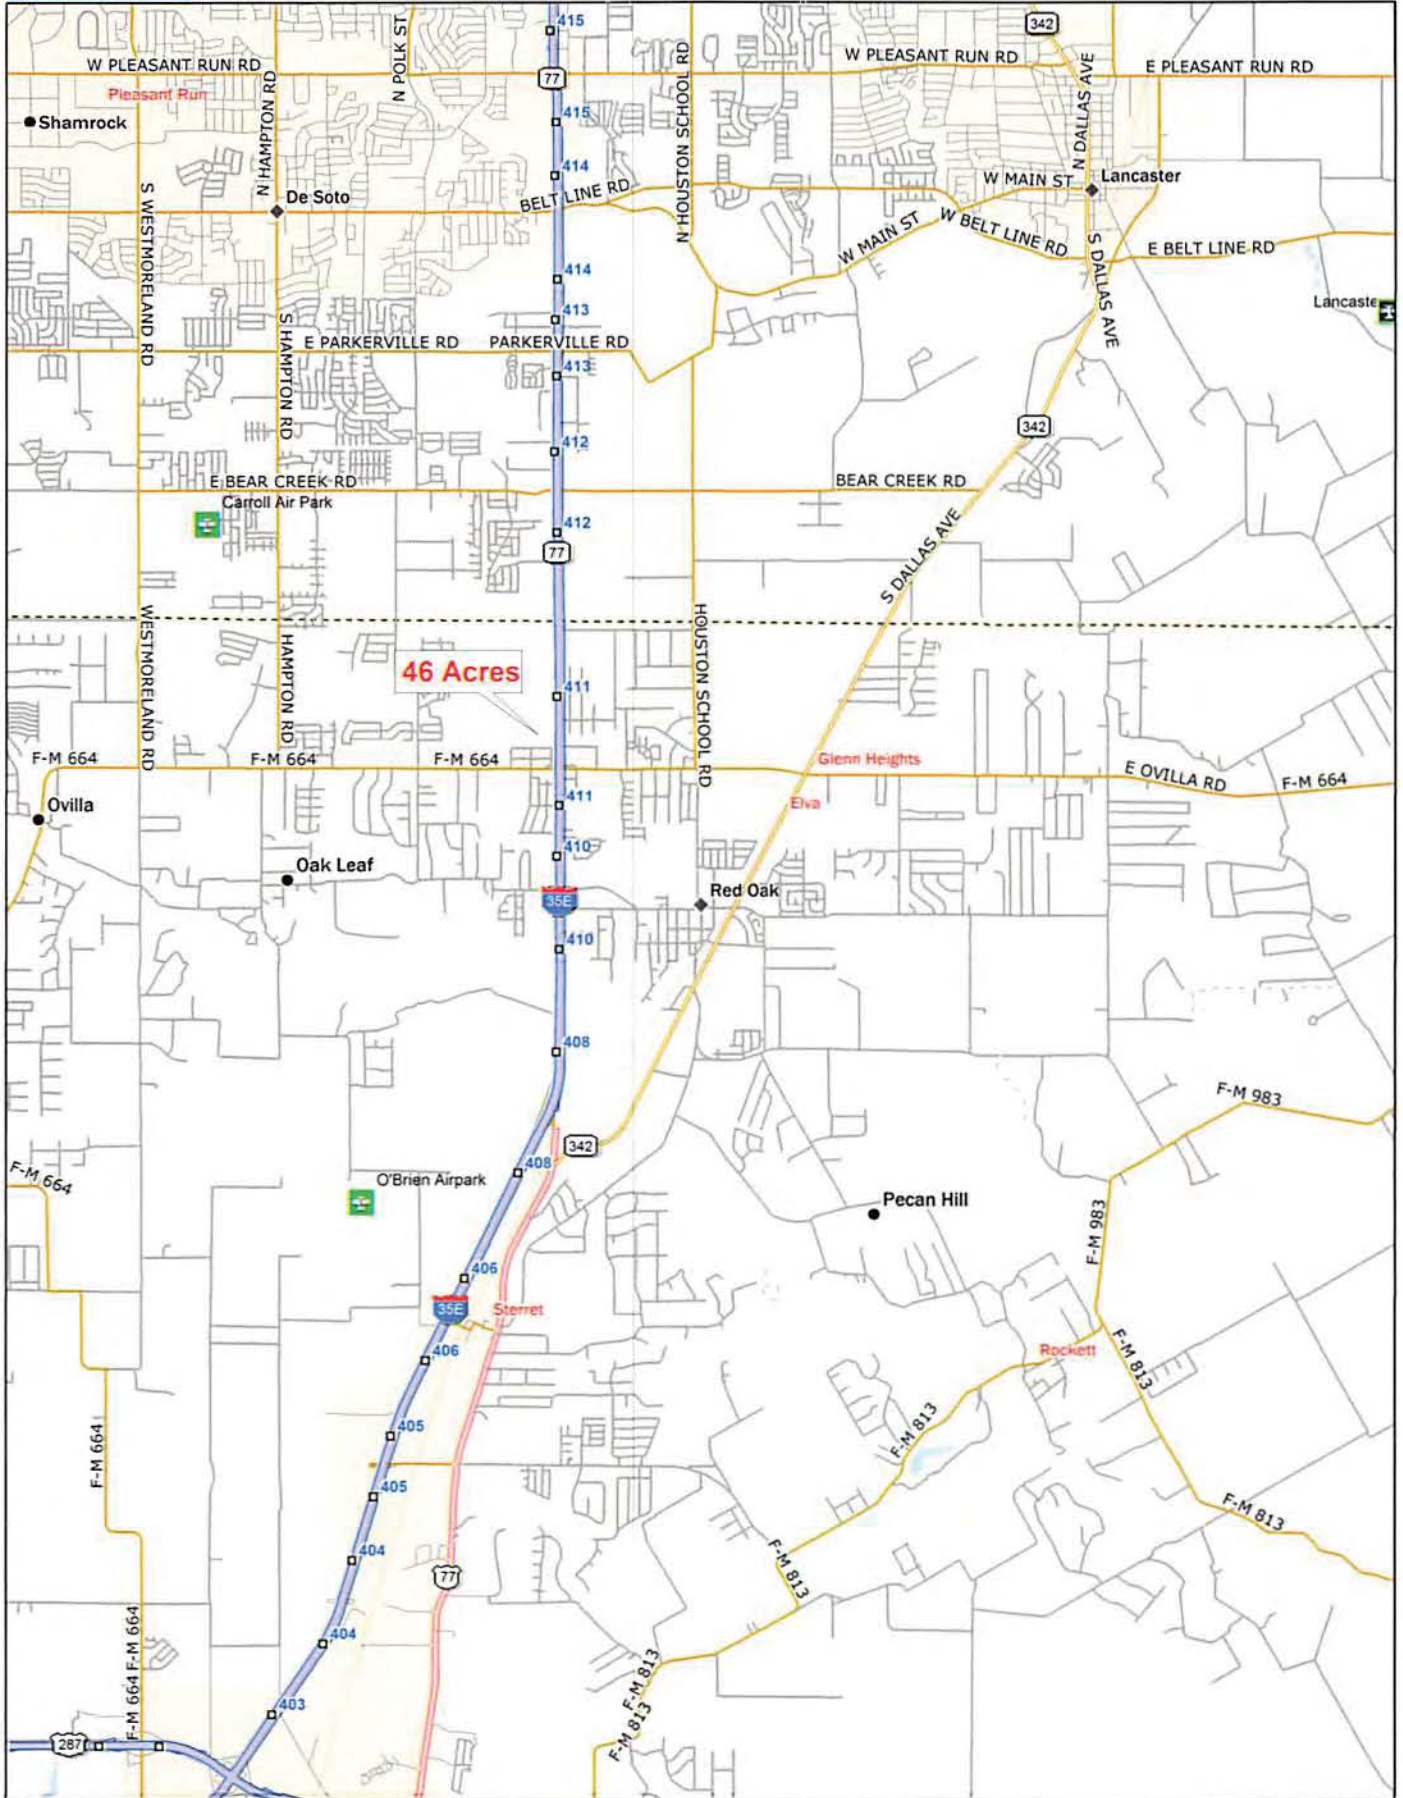 415
342
W PLEASANT RUN RD
N POLK ST
77
N HOUSTON SCHOOL RD
W PLEASANT RUN RD
N DALLAS AVE
E PLEASANT RUN RD
Pleasant Run
N HAMPTON RD
Shamrock
415
414
De Soto
BELT LINE RD
W MAIN ST
Lancaster
S WESTMORELAND RD
W MAIN ST
W BELT LINE RD
S DALLAS AVE
E BELT LINE RD
414
413
Lancaste
S HAMPTON RD
E PARKERVILLE RD
PARKERVILLE RD
413
342
412
E BEAR CREEK RD
BEAR CREEK RD
Carroll Air Park
412
77
S DALLAS AVE
WESTMORELAND RD
HAMPTON RD
HOUSTON SCHOOL RD
46 Acres
411
F-M 664
F-M 664
F-M 664
Glenn Heights
E OVILLA RD
F-M 664
Ovilla
411
Elva
410
Oak Leaf
35E
Red Oak
410
408
F-M 983
342
408
F-M 664
O'Brien Airpark
Pecan Hill
F-M 983
406
35E
Sterret
406
Rockett
F-M 813
405
F-M 813
F-M 664
405
F-M 813
404
F-M 813
77
404
F-M 664
F-M 664
F-M 813
403
F-M 813
287